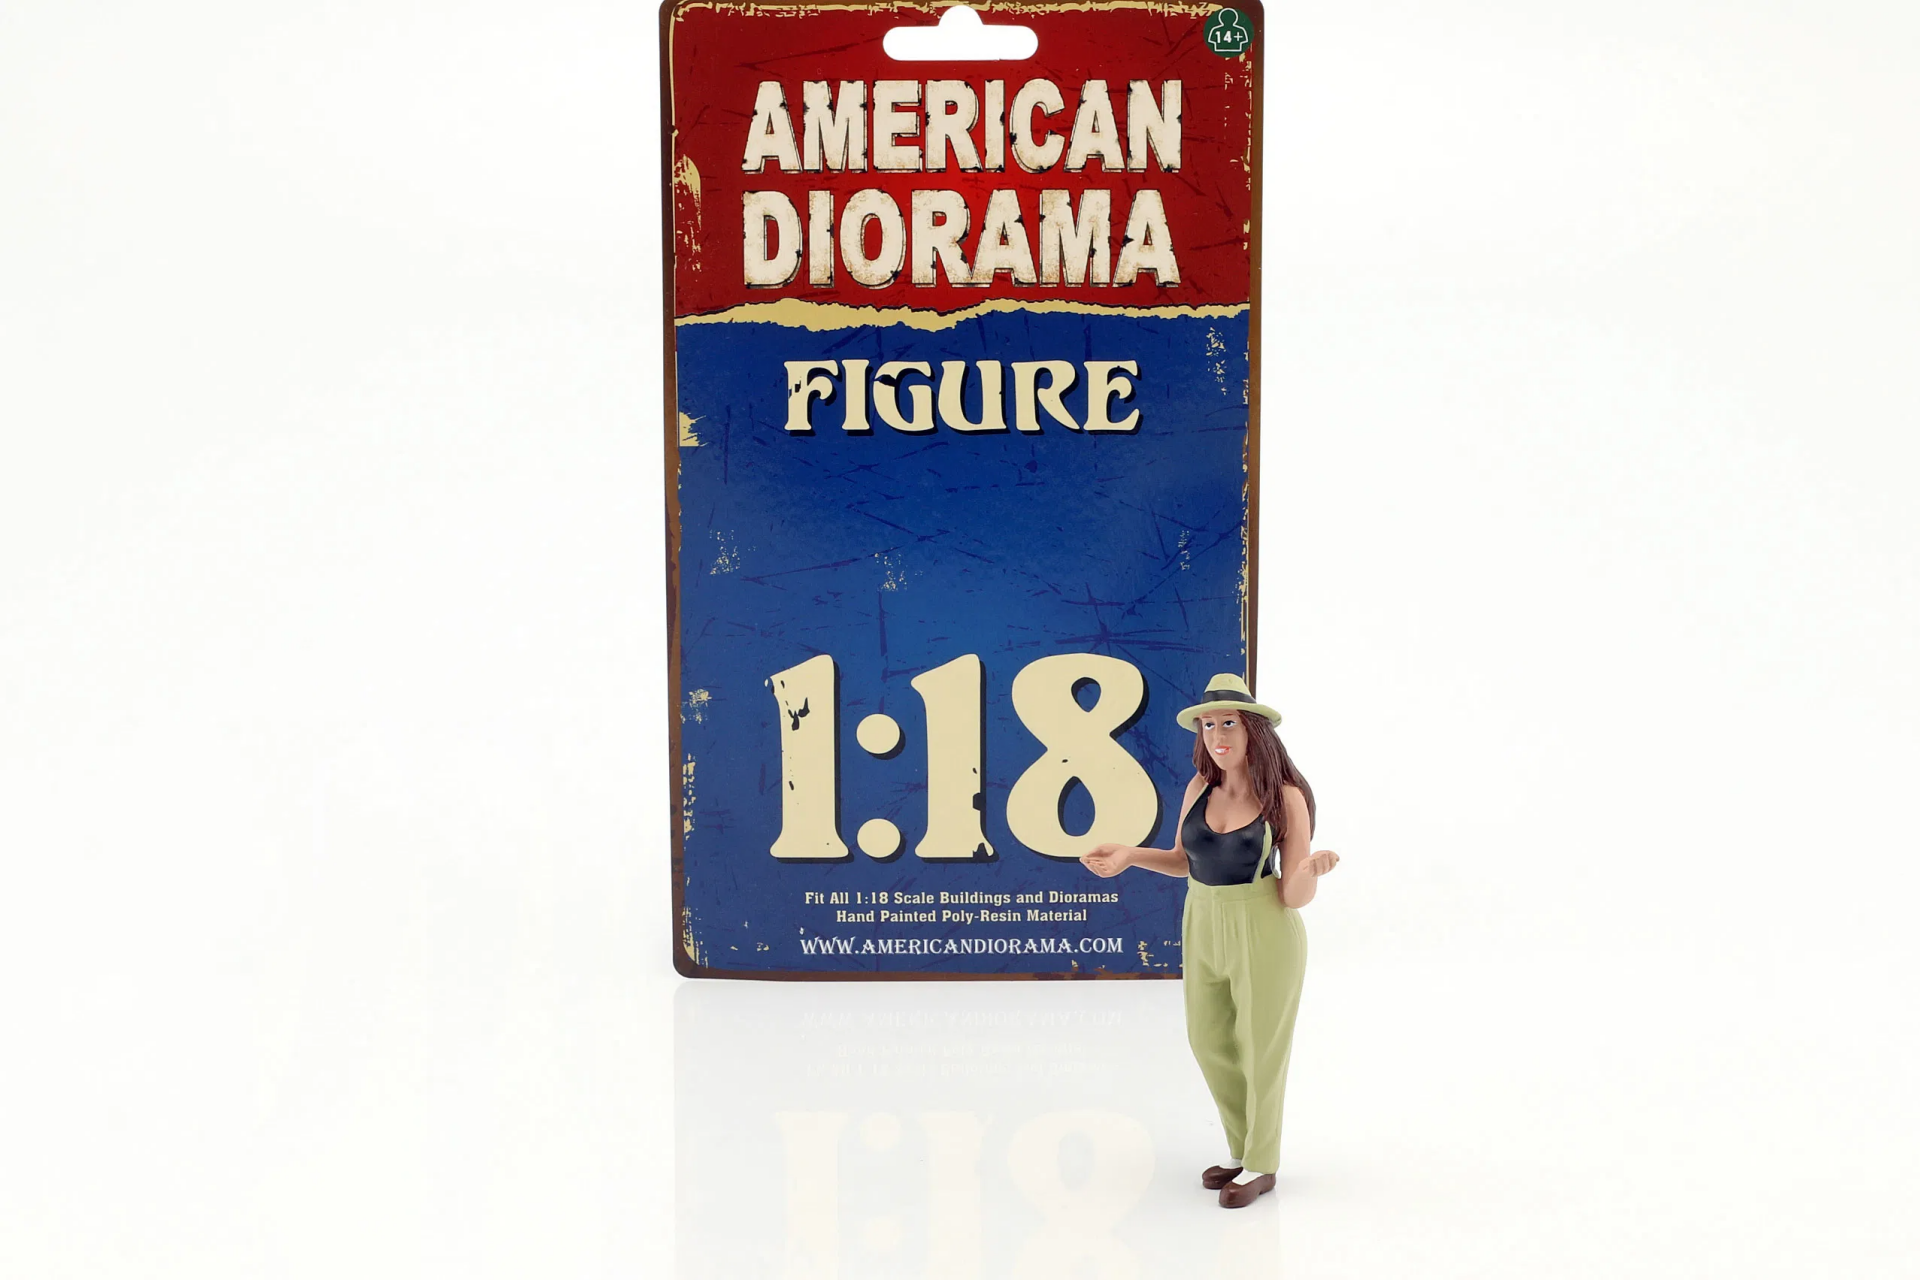 14+
AMERICAN
DIORAMA
FIGURE
1:18
Fit All 1:18 Scale Buildings and Dioramas
Hand Painted Poly-Resin Material
WWW.AMERICANDIORAMA.COM